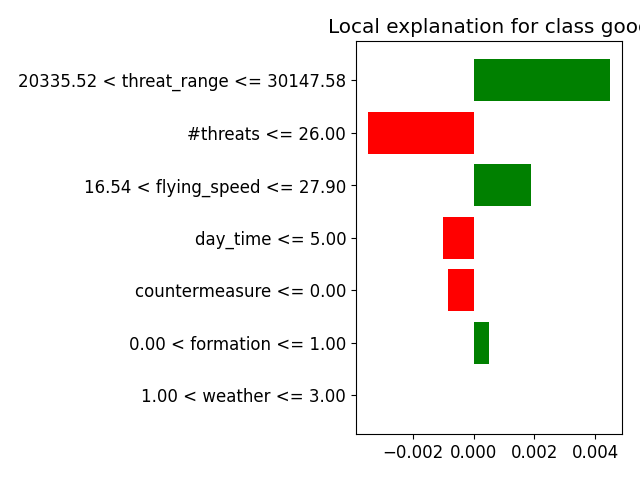 Local explanation for class goo
20335.52 < threat_range <= 30147.58
#threats <= 26.00
16.54 < flying_speed <= 27.90
day_time <= 5.00
countermeasure <= 0.00
0.00 < formation <= 1.00
1.00 < weather <= 3.00
−0.002 0.000 0.002 0.004